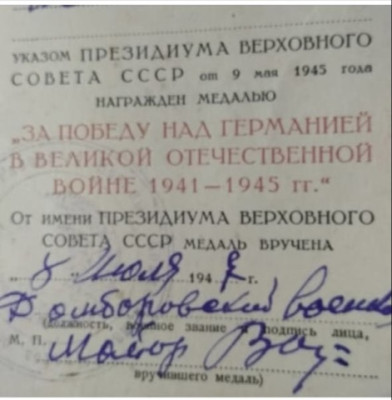 УКАЗОМ ПРЕЗИДИУМА ВЕРХОВНОГО
СОВЕТА СССР от 9 мая 1945 года
НАГРАЖДЕН МЕДАЛЬЮ
„ЗА ПОБЕДУ НАД ГЕРМАНИЕЙ
В ВЕЛИКОЙ ОТЕЧЕСТВЕННОЙ
ВОЙНЕ 1941—1945 гг.“
От имени ПРЕЗИДИУМА ВЕРХОВНОГО
СОВЕТА СССР МЕДАЛЬ ВРУЧЕНА
„8“ Июля 194 г.
Домбаровский
(должность, воинское звание и подпись лица,
М. П. Майор
вручившего медаль)